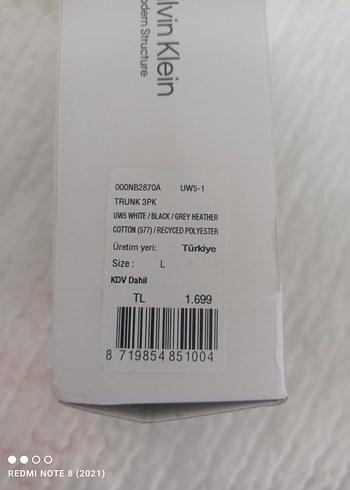 alvin Klein
odern Structure
000NB2870A UW5-1
TRUNK 3PK
UW5 WHITE / BLACK / GREY HEATHER
COTTON (577) / RECYCED POLYESTER
Üretim yeri: Türkiye
Size : L
KDV Dahil
TL 1.699
8 719854 851004
REDMI NOTE 8 (2021)